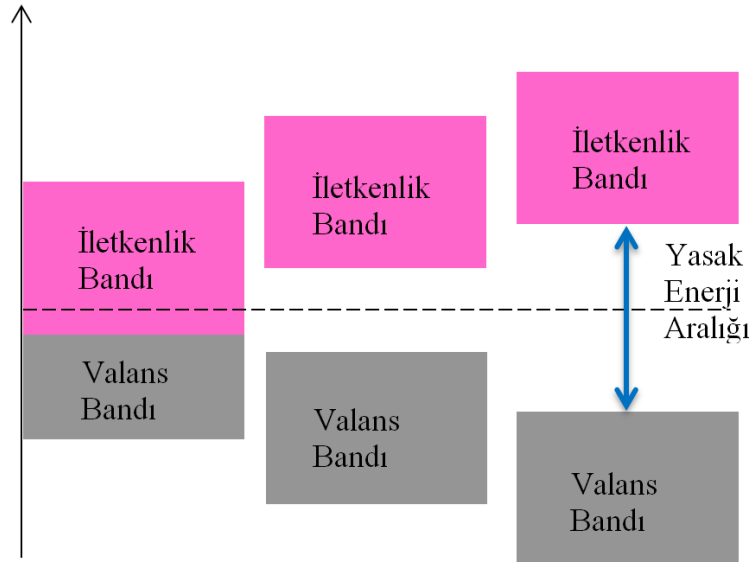 İletkenlik
Bandı
Valans
Bandı
İletkenlik
Bandı
Valans
Bandı
İletkenlik
Bandı
Yasak
Enerji
Aralığı
Valans
Bandı